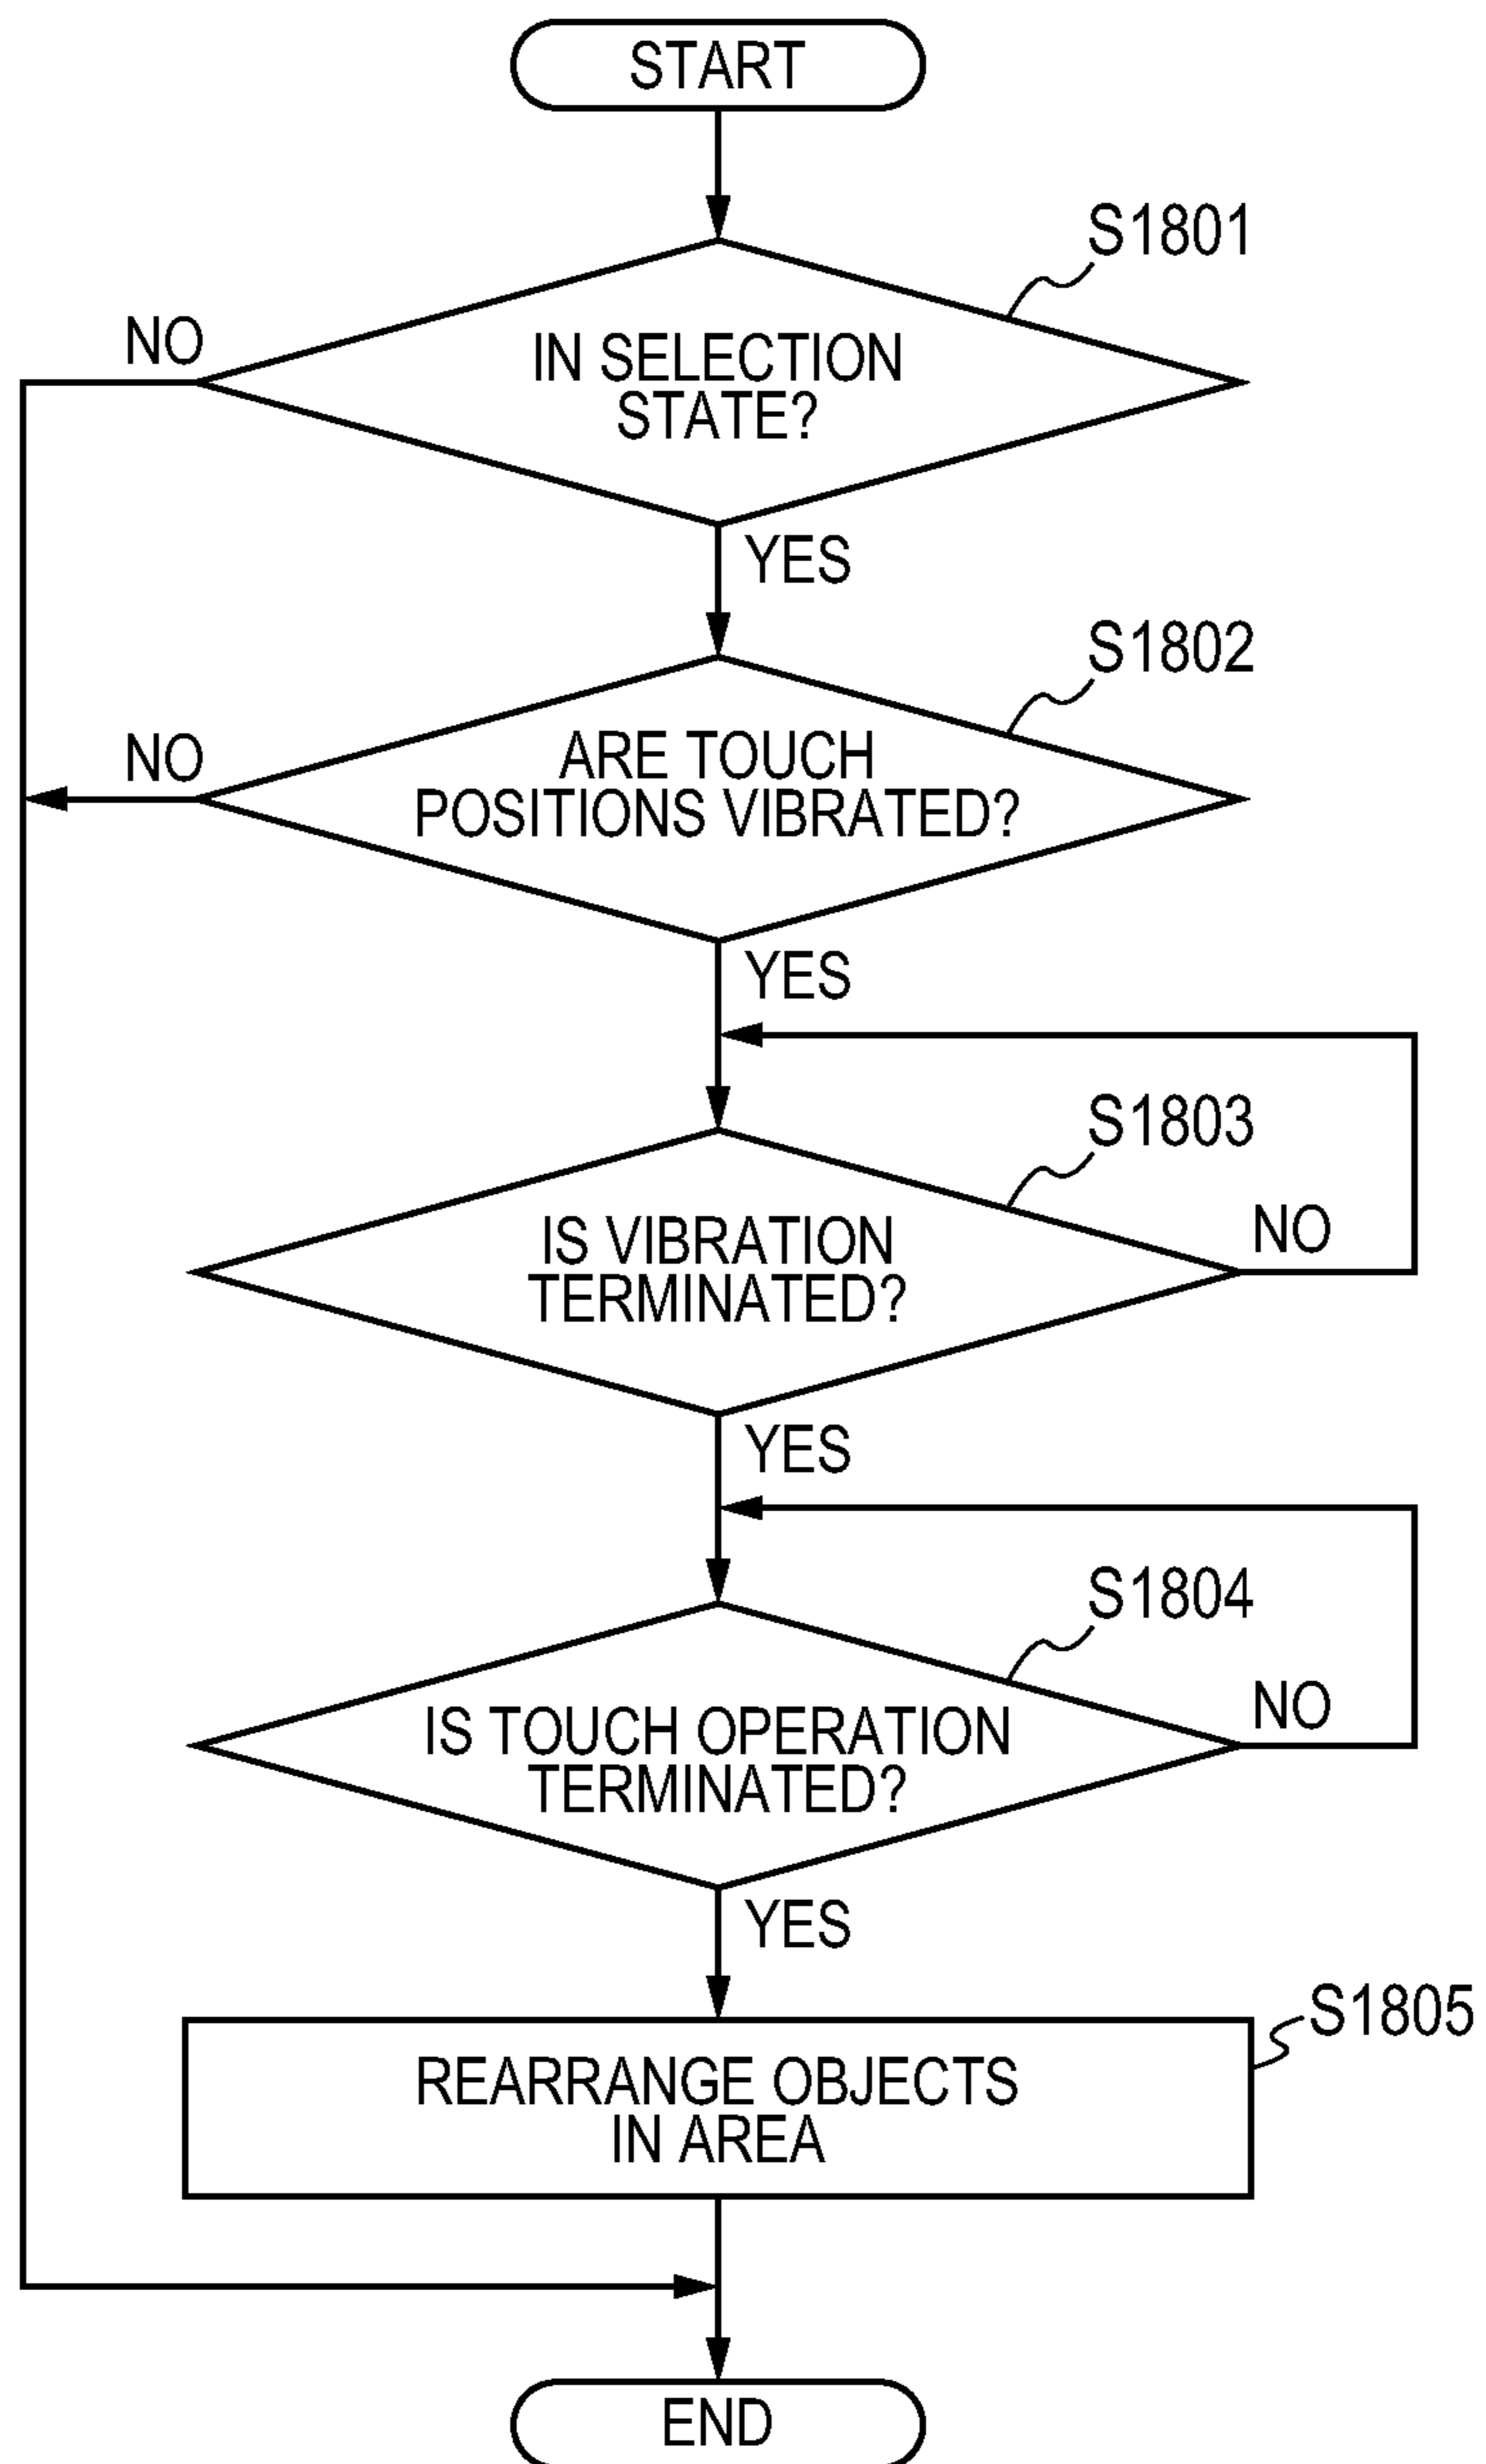 START
S1801
NO
IN SELECTION
STATE?
YES
S1802
NO
ARE TOUCH
POSITIONS VIBRATED?
YES
S1803
IS VIBRATION
TERMINATED?
NO
YES
S1804
IS TOUCH OPERATION
TERMINATED?
NO
YES
S1805
REARRANGE OBJECTS
IN AREA
END